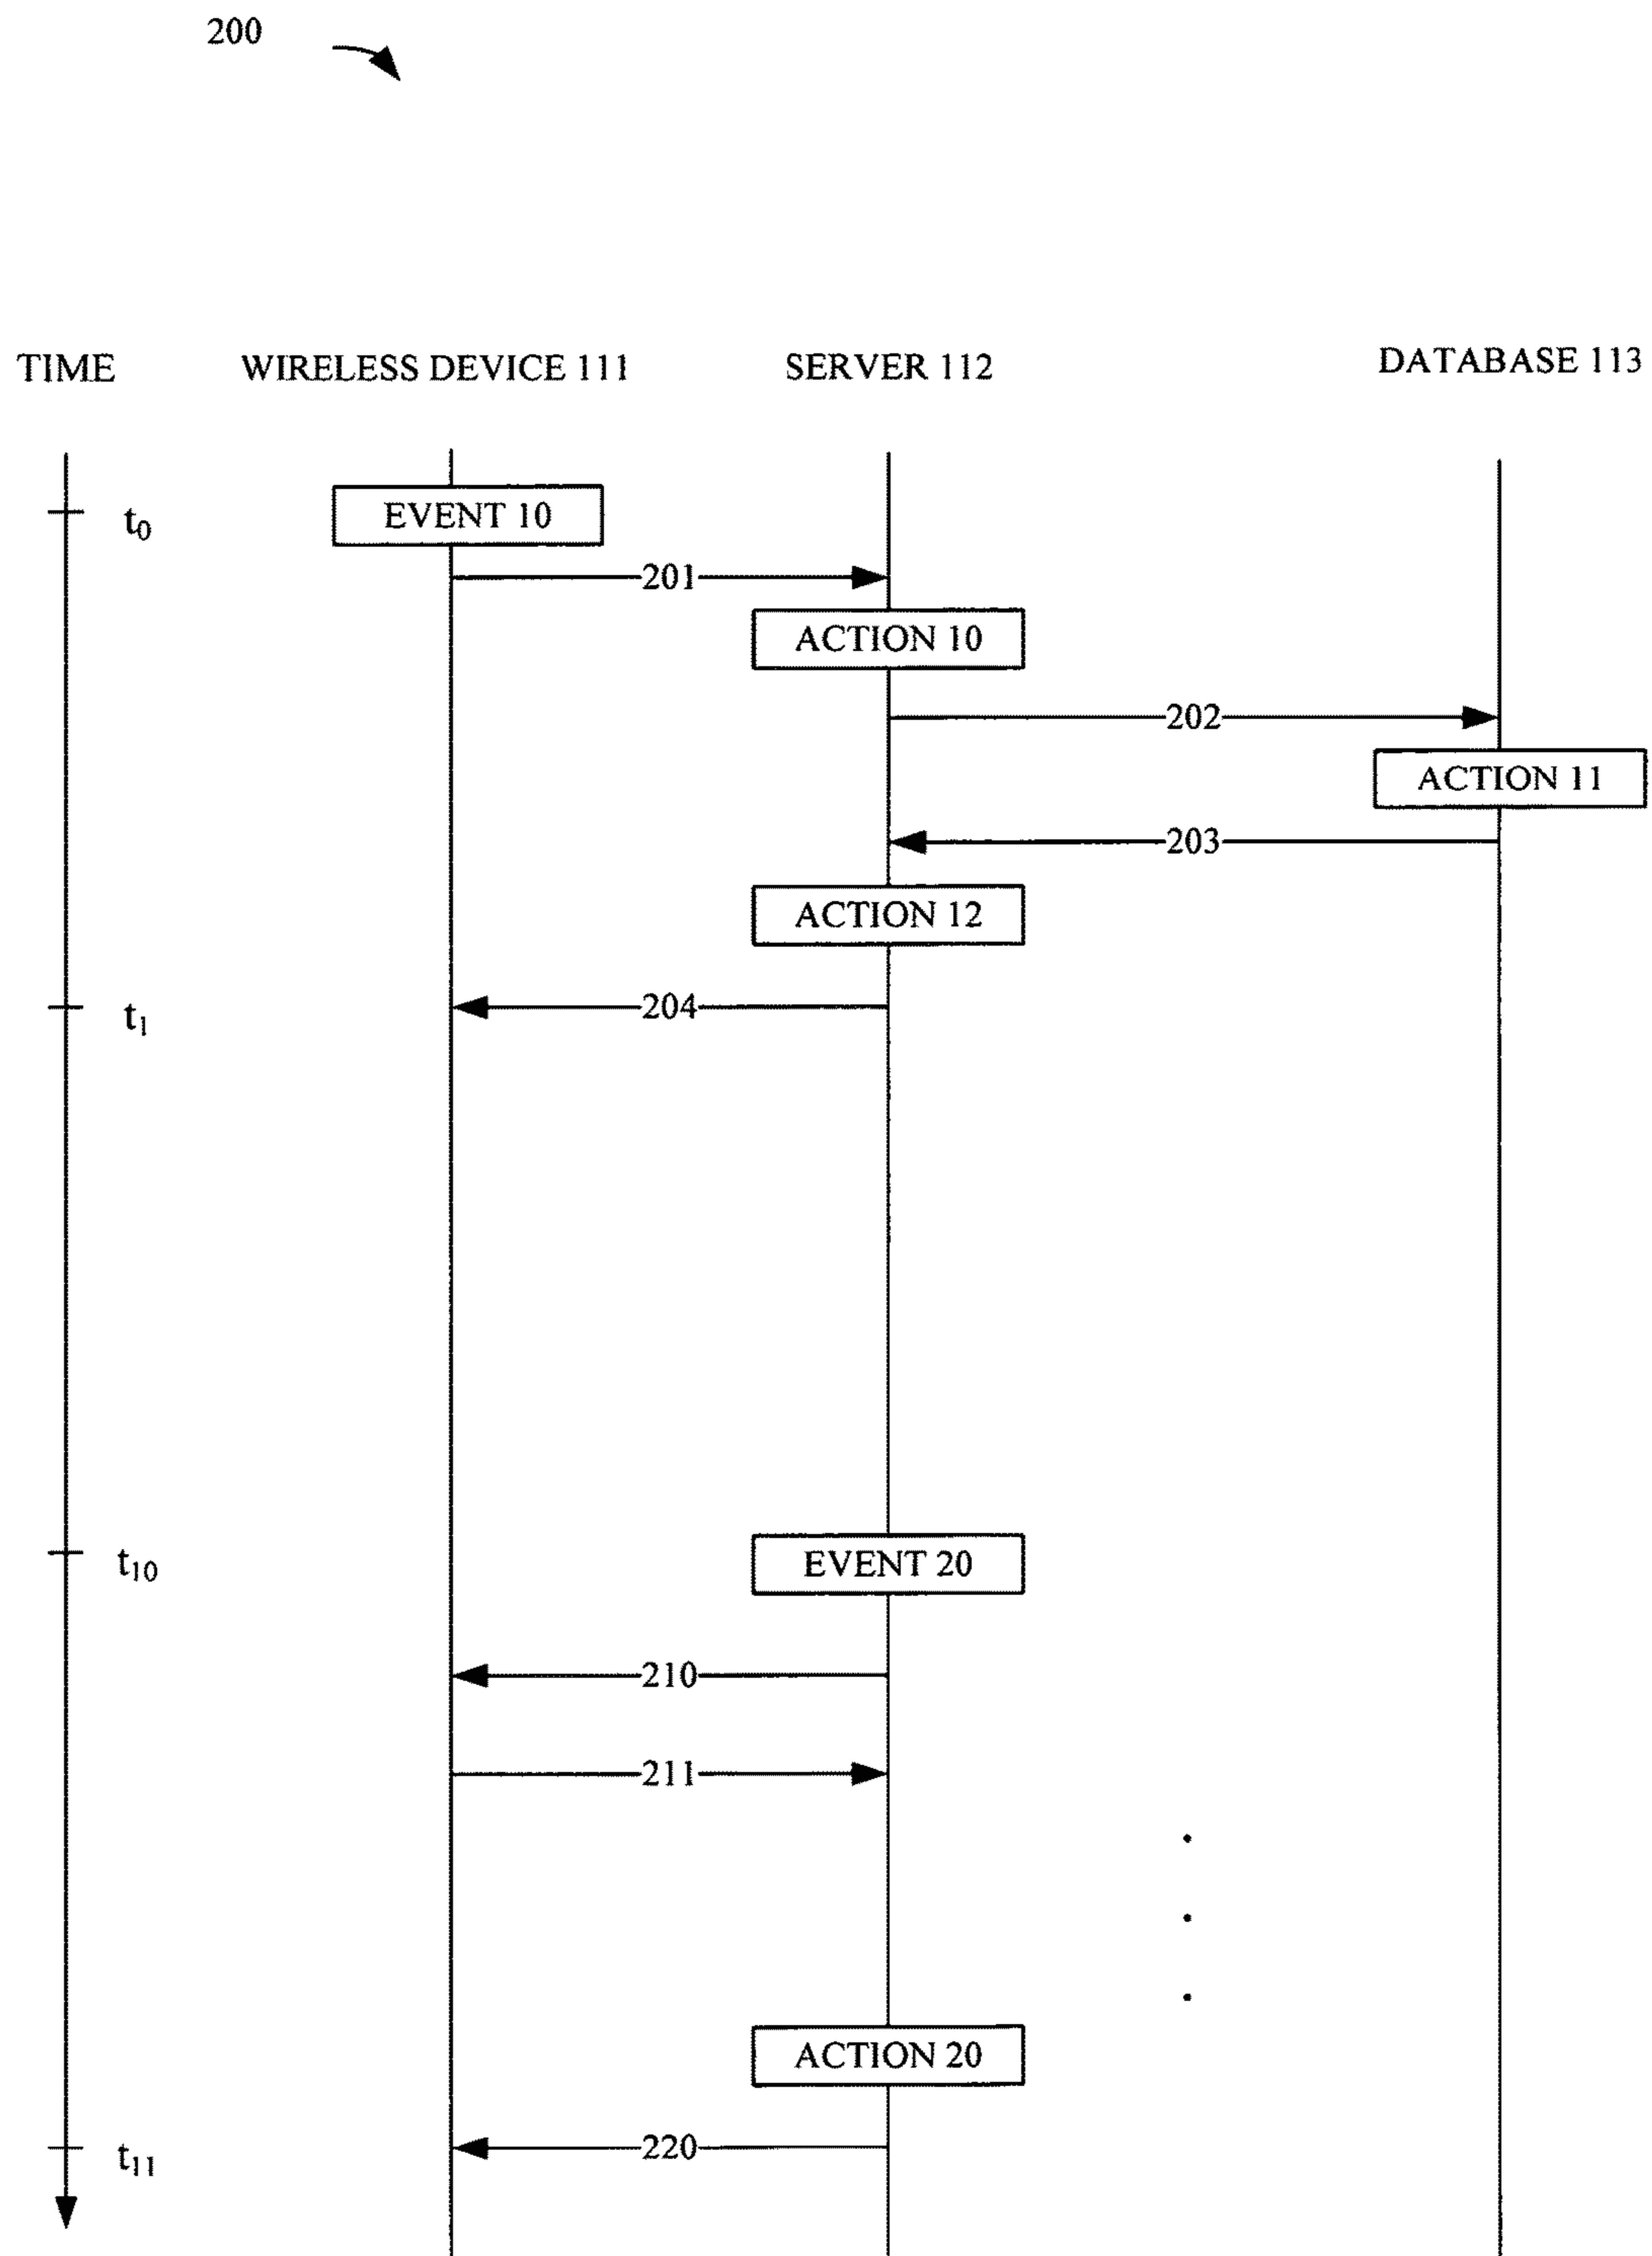 200
TIME
WIRELESS DEVICE 111
SERVER 112
DATABASE 113
t0
EVENT 10
201
ACTION 10
202
ACTION 11
203
ACTION 12
t1
204
t10
EVENT 20
210
211
ACTION 20
t11
220